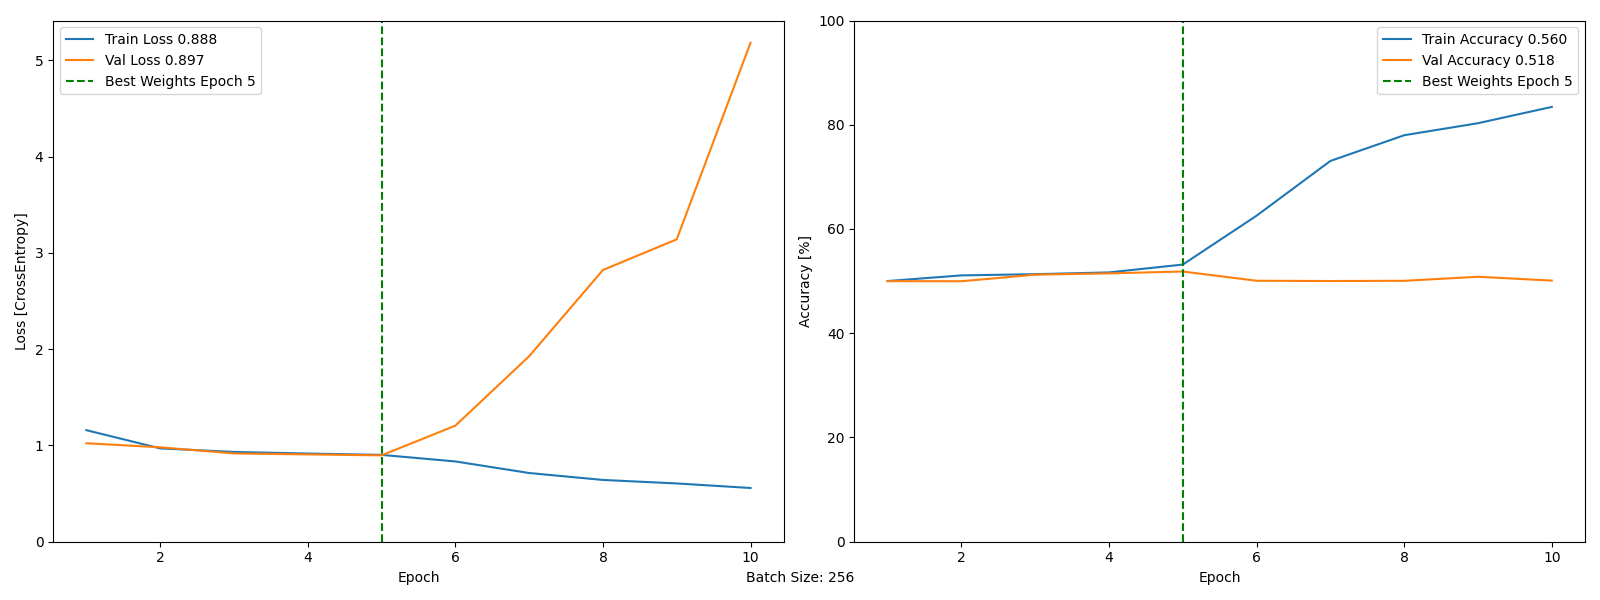 Train Loss 0.888
Val Loss 0.897
Best Weights Epoch 5
5
4
3
2
1
0
Loss [CrossEntropy]
2 4 6 8 10
Epoch
Train Accuracy 0.560
Val Accuracy 0.518
Best Weights Epoch 5
100
80
60
40
20
0
Accuracy [%]
2 4 6 8 10
Epoch
Batch Size: 256